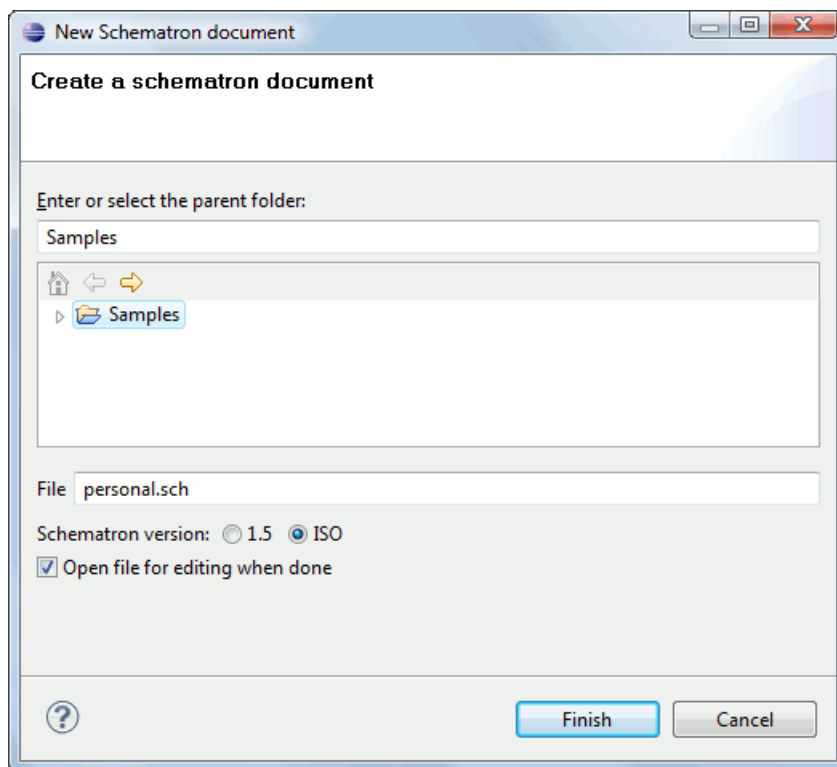 New Schematron document
Create a schematron document
Enter or select the parent folder:
Samples
Samples
File personal.sch
Schematron version: 1.5 ISO
Open file for editing when done
? Finish Cancel